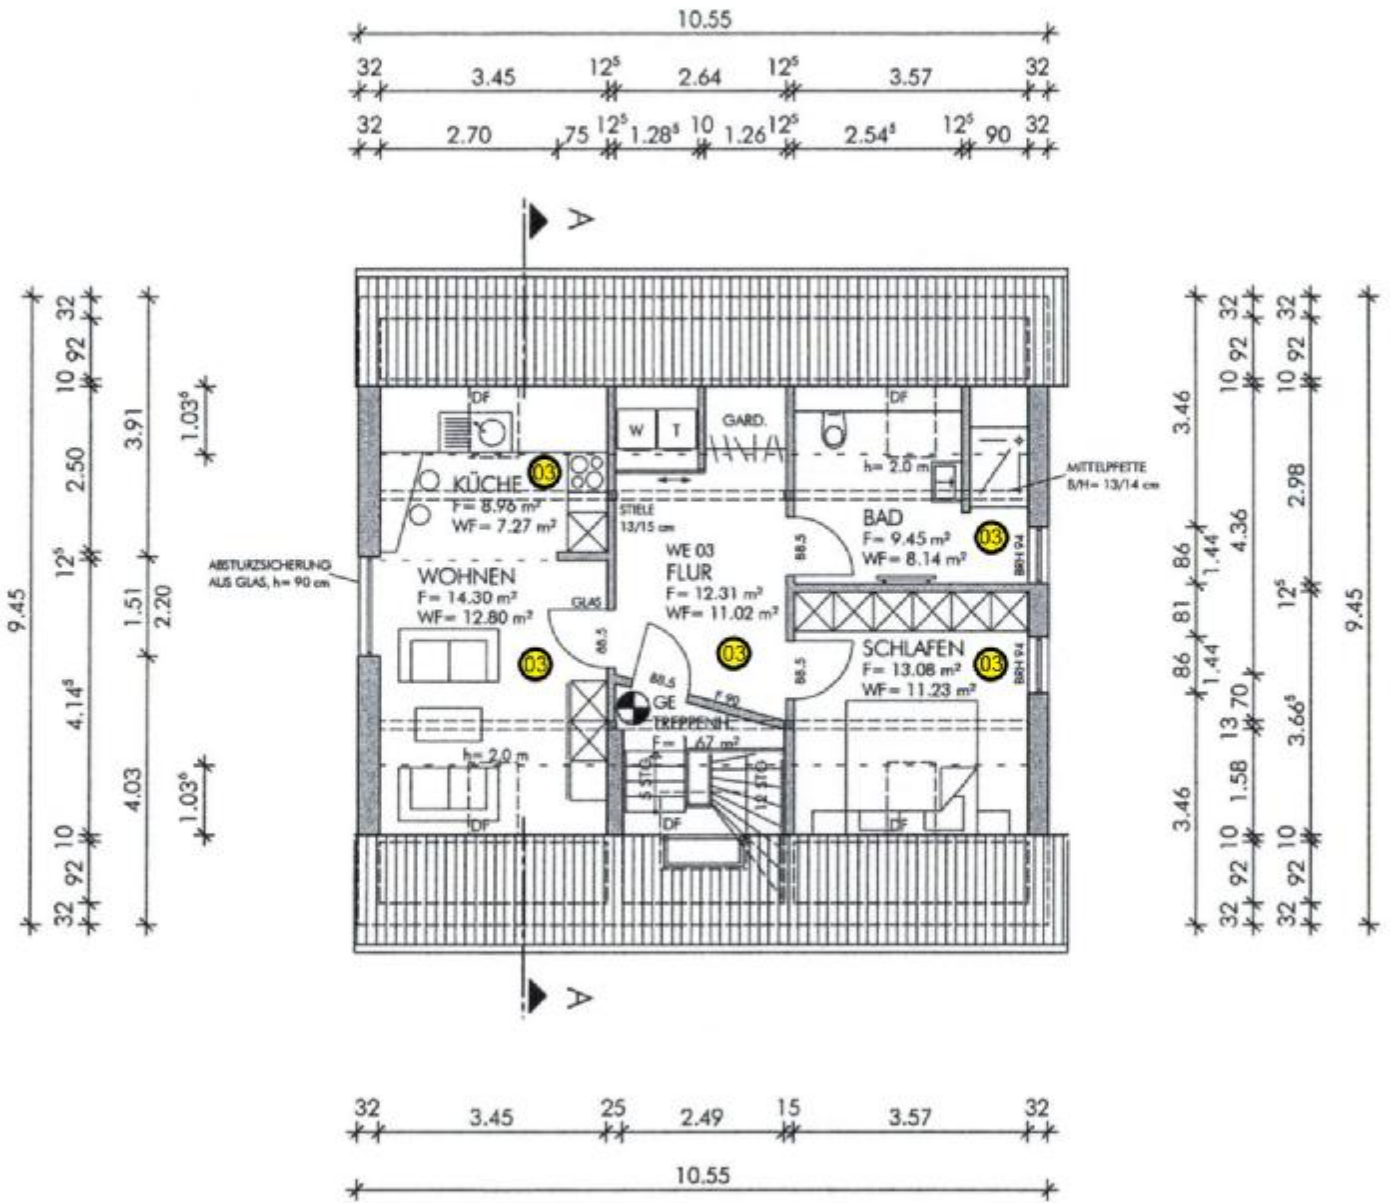 10.55
32 3.45 12⁵ 2.64 12⁵ 3.57 32
32 2.70 75 12⁵ 1.28⁵ 10 1.26 12⁵ 2.54⁵ 12⁵ 90 32
A
9.45
32 92 10 2.50 12⁵ 4.14⁵ 10 92 32
3.91 1.51 2.20 4.03
1.03⁵
1.03⁶
DF
DF
W T
GARD.
KÜCHE
F= 8.96 m²
WF= 7.27 m²
03
STIELE
13/15 cm
h= 2.0 m
MITTELPFETTE
B/H= 13/14 cm
BAD
F= 9.45 m²
WF= 8.14 m²
03
BRH 94
88.5
WE 03
FLUR
F= 12.31 m²
WF= 11.02 m²
03
ABSTURZSICHERUNG
AUS GLAS, h= 90 cm
WOHNEN
F= 14.30 m²
WF= 12.80 m²
GLAS
88.5
03
SCHLAFEN
F= 13.08 m²
WF= 11.23 m²
03
BRH 94
88.5
88.5
F 90
GE
TREPPENH.
F= 67 m²
h= 2.0 m
5 STG
12 STG
DF
DF
DF
3.46 3.46
32 92 10 4.36 1.58 10 92 32
86 1.44 81 86 1.44 70 13
32 92 10 2.98 12⁵ 3.66⁵ 10 92 32
9.45
A
32 3.45 25 2.49 15 3.57 32
10.55